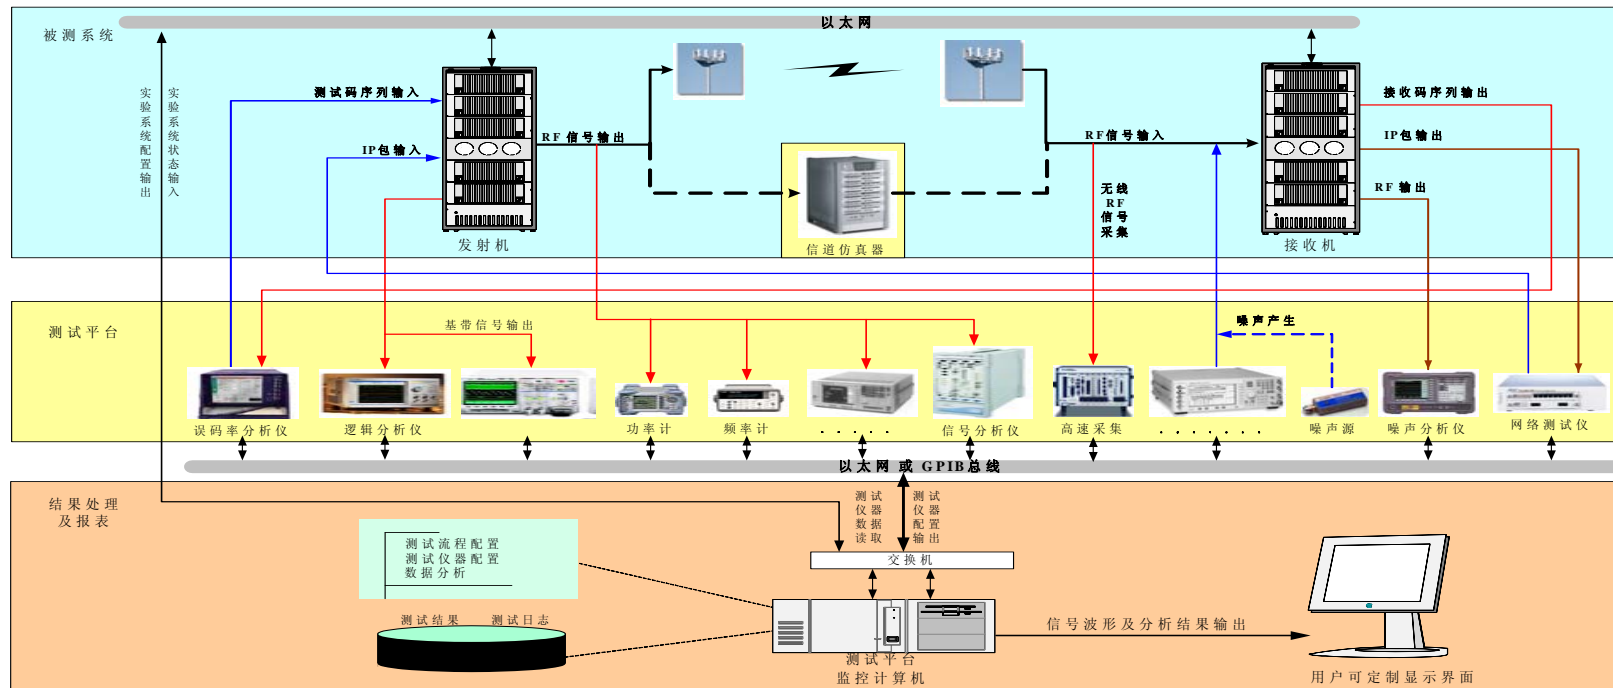 以太网
被测系统
实验系统配置输出
实验系统状态输入
测试码序列输入
IP包输入
RF 信号输出
RF信号输入
接收码序列输出
IP包输出
RF 输出
无线
RF
信号
采集
发射机
信道仿真器
接收机
测试平台
基带信号输出
噪声产生
误码率分析仪
逻辑分析仪
功率计
频率计
.....
信号分析仪
高速采集
.......
噪声源
噪声分析仪
网络测试仪
以太网 或 GPIB总线
结果处理
及报表
测试
仪器
数据
读取
测试
仪器
配置
输出
交换机
测试流程配置
测试仪器配置
数据分析
测试结果
测试日志
信号波形及分析结果输出
测试平台
监控计算机
用户可定制显示界面